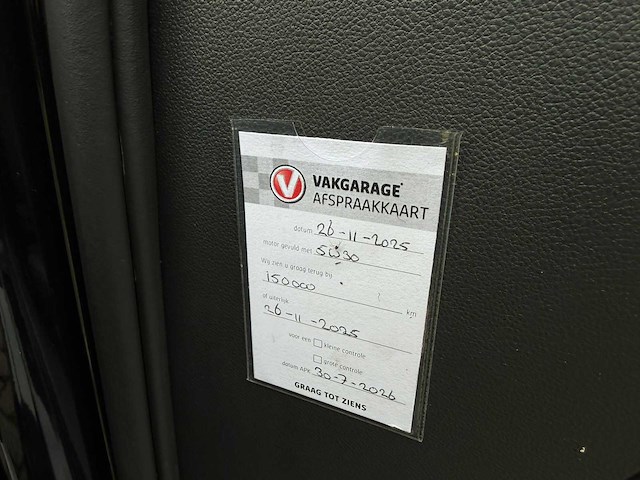 V VAKGARAGE
AFSPRAAKKAART
datum 26-11-2025
motor gevuld met 5W30
Wij zien u graag terug bij
150000 km
of uiterlijk
26-11-2025
voor een kleine controle
grote controle
datum APK 30-7-2026
GRAAG TOT ZIENS